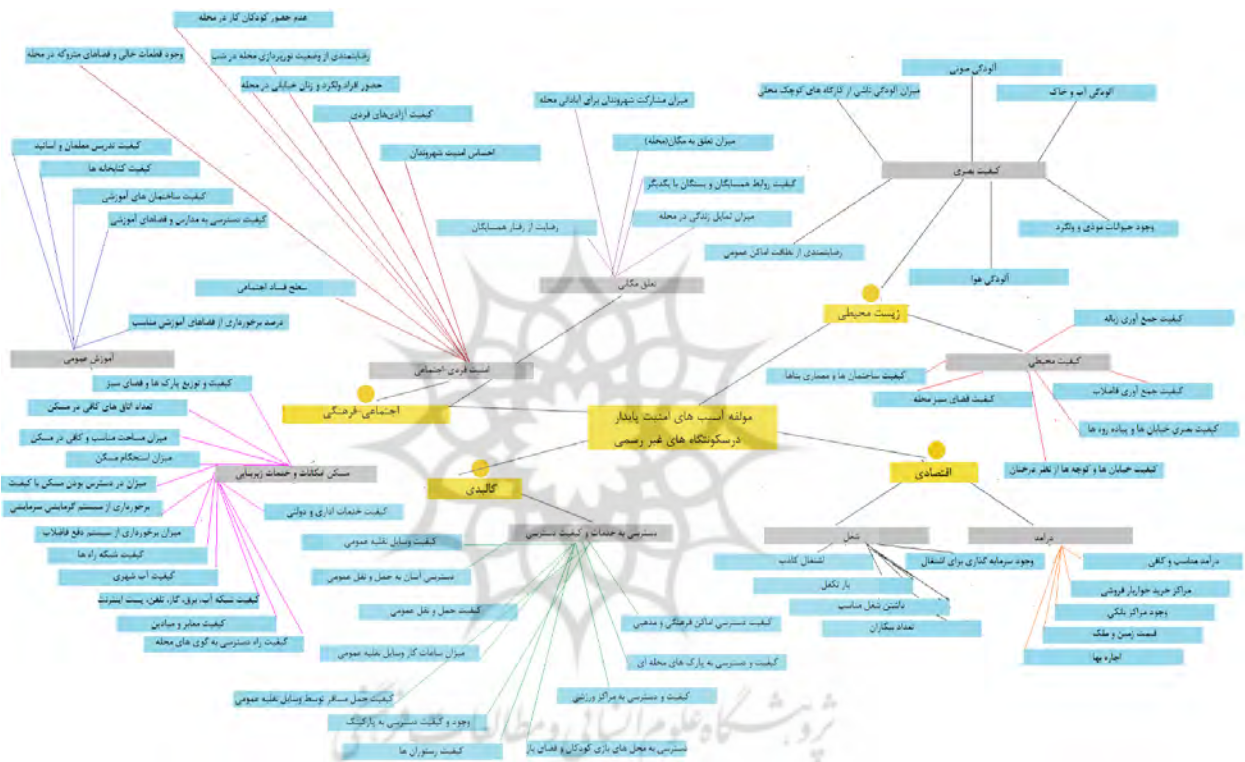 عدم حضور کودکان کار در محله
رضایتمندی از وضعیت نورپردازی محله در شب
وجود قطعات خالی و فضاهای متروکه در محله
حضور افراد ولگرد و زنان خیابانی در محله
کیفیت آزادی‌های فردی
احساس امنیت شهروندان
سطح فساد اجتماعی
امنیت فردی-اجتماعی
میزان مشارکت شهروندان برای آبادانی محله
میزان تعلق به مکان(محله)
کیفیت روابط همسایگان و بستگان با یکدیگر
میزان تمایل زندگی در محله
رضایت از رفتار همسایگان
تعلق مکانی
آلودگی صوتی
میزان آلودگی ناشی از کارگاه های کوچک محلی
آلودگی آب و خاک
کیفیت بصری
وجود حیوانات موذی و ولگرد
رضایتمندی از نظافت اماکن عمومی
آلودگی هوا
زیست محیطی
کیفیت جمع آوری زباله
کیفیت محیطی
کیفیت ساختمان ها و معماری بناها
کیفیت جمع آوری فاضلاب
کیفیت فضای سبز محله
کیفیت بصری خیابان ها و پیاده روه ها
کیفیت خیابان ها و کوچه ها از نظر درختان
کیفیت تدریس معلمان و اساتید
کیفیت کتابخانه ها
کیفیت ساختمان های آموزشی
کیفیت دسترسی به مدارس و فضاهای آموزشی
درصد برخورداری از فضاهای آموزش مناسب
آموزش عمومی
اجتماعی-فرهنگی
مولفه آسیب های امنیت پایدار
درسکونتگاه های غیر رسمی
کیفیت و توزیع پارک ها و فضای سبز
تعداد اتاق های کافی در مسکن
میزان مساحت مناسب و کافی در مسکن
میزان استحکام مسکن
مسکن امکانات و خدمات زیربنایی
میزان در دسترس بودن مسکن با کیفیت
برخورداری از سیستم گرمایشی سرمایشی
کیفیت خدمات اداری و دولتی
میزان برخورداری از سیستم دفع فاضلاب
کیفیت شبکه راه ها
کیفیت آب شهری
کیفیت شبکه آب، برق، گاز، تلفن، پست اینترنت
کیفیت معابر و میادین
کیفیت راه دسترسی به کوی های محله
کالبدی
دسترسی به خدمات و کیفیت دسترسی
کیفیت وسایل نقلیه عمومی
دسترسی آسان به حمل و نقل عمومی
کیفیت حمل و نقل عمومی
کیفیت دسترسی اماکن فرهنگی و مذهبی
میزان ساعات کار وسایل نقلیه عمومی
کیفیت و دسترسی به پارک های محله ای
کیفیت حمل مسافر توسط وسایل نقلیه عمومی
کیفیت و دسترسی به مراکز ورزشی
وجود و کیفیت دسترسی به پارکینگ
کیفیت رستوران ها
دسترسی به محل های بازی کودکان و فضای باز
اقتصادی
شغل
اشتغال کاذب
وجود سرمایه گذاری برای اشتغال
بار تکفل
داشتن شغل مناسب
تعداد بیکاران
درآمد
درآمد مناسب و کافی
مراکز خرید خواربار فروشی
وجود مراکز بانکی
قیمت زمین و ملک
اجاره بها
پژوهشگاه علوم انسانی و مطالعات فرهنگی